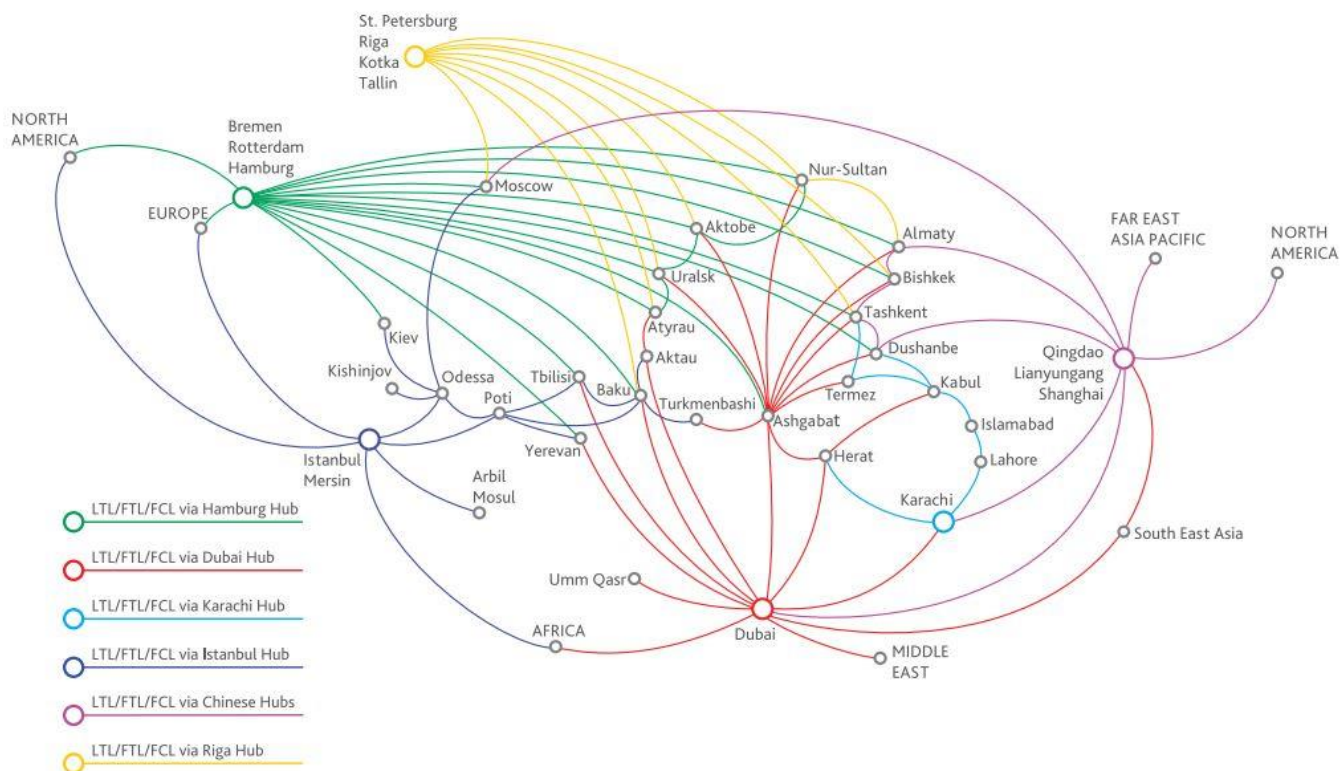 St. Petersburg
Riga
Kotka
Tallin
NORTH
AMERICA
Bremen
Rotterdam
Hamburg
EUROPE
Moscow
Nur-Sultan
Aktobe
Almaty
FAR EAST
ASIA PACIFIC
NORTH
AMERICA
Uralsk
Bishkek
Atyrau
Tashkent
Kiev
Aktau
Dushanbe
Qingdao
Lianyungang
Shanghai
Kishinjov
Odessa
Tbilisi
Baku
Poti
Turkmenbashi
Termez
Kabul
Ashgabat
Islamabad
Yerevan
Herat
Lahore
Istanbul
Mersin
Arbil
Mosul
Karachi
South East Asia
Umm Qasr
Dubai
AFRICA
MIDDLE
EAST
LTL/FTL/FCL via Hamburg Hub
LTL/FTL/FCL via Dubai Hub
LTL/FTL/FCL via Karachi Hub
LTL/FTL/FCL via Istanbul Hub
LTL/FTL/FCL via Chinese Hubs
LTL/FTL/FCL via Riga Hub